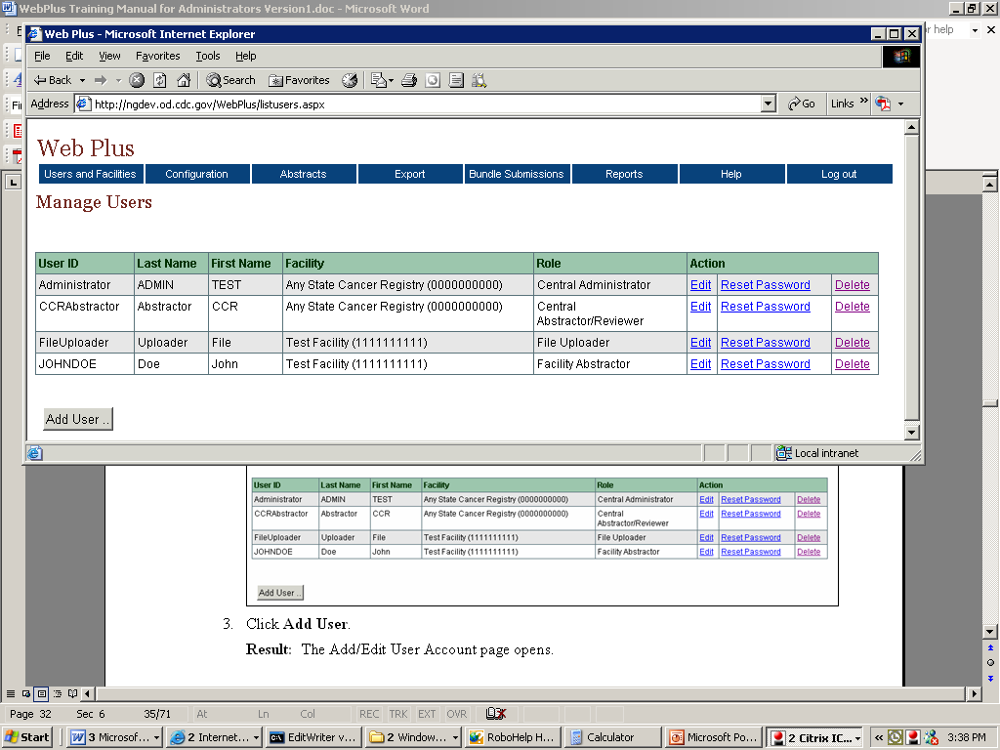 WebPlus Training Manual for Administrators Version1.doc - Microsoft Word
Web Plus - Microsoft Internet Explorer
File Edit View Favorites Tools Help
Back Search Favorites
Address http://ngdev.od.cdc.gov/WebPlus/listusers.aspx Go Links »
Web Plus
Users and Facilities Configuration Abstracts Export Bundle Submissions Reports Help Log out
Manage Users
User ID Last Name First Name Facility Role Action
Administrator ADMIN TEST Any State Cancer Registry (0000000000) Central Administrator Edit Reset Password Delete
CCRAbstractor Abstractor CCR Any State Cancer Registry (0000000000) Central Edit Reset Password Delete
Abstractor/Reviewer
FileUploader Uploader File Test Facility (1111111111) File Uploader Edit Reset Password Delete
JOHNDOE Doe John Test Facility (1111111111) Facility Abstractor Edit Reset Password Delete
Add User ..
Local intranet
User ID Last Name First Name Facility Role Action
Administrator ADMIN TEST Any State Cancer Registry (0000000000) Central Administrator Edit Reset Password Delete
CCRAbstractor Abstractor CCR Any State Cancer Registry (0000000000) Central Edit Reset Password Delete
Abstractor/Reviewer
FileUploader Uploader File Test Facility (1111111111) File Uploader Edit Reset Password Delete
JOHNDOE Doe John Test Facility (1111111111) Facility Abstractor Edit Reset Password Delete
Add User ..
3. Click Add User.
Result: The Add/Edit User Account page opens.
Page 32 Sec 6 35/71 At Ln Col REC TRK EXT OVR
Start 3 Microsof... 2 Internet... EditWriter v... 2 Window... RoboHelp H... Calculator Microsoft Po... 2 Citrix IC... « 3:38 PM